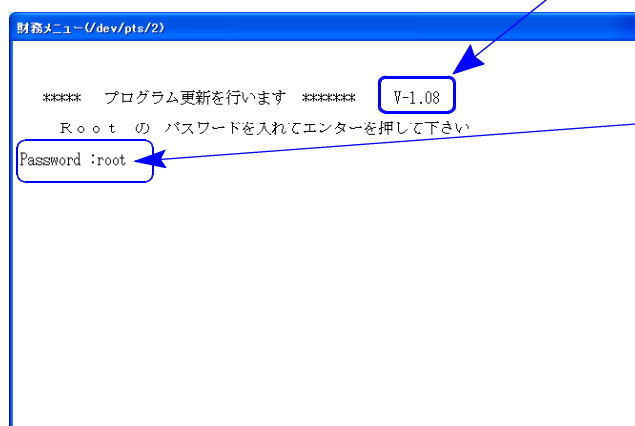 財務メニュー(/dev/pts/2)
***** プログラム更新を行います ******* V-1.08
Ｒｏｏｔ の パスワードを入れてエンターを押して下さい
Password :root